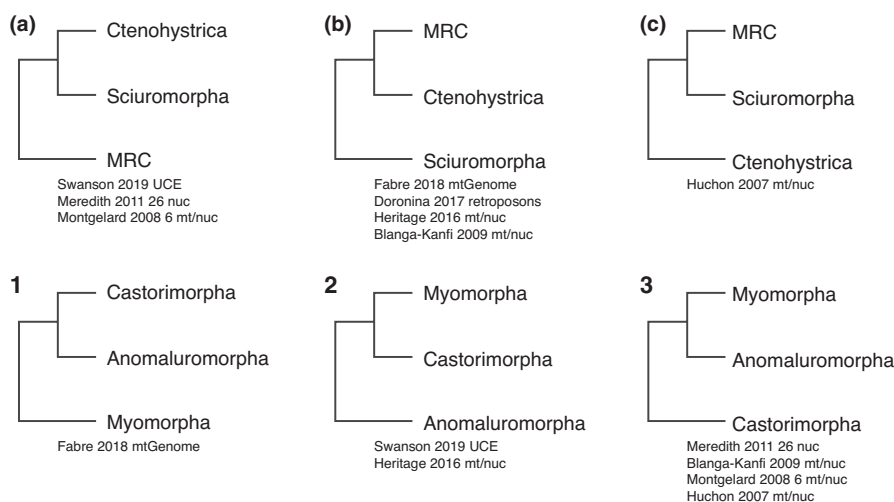 (a)
Ctenohystrica
Sciuromorpha
MRC
Swanson 2019 UCE
Meredith 2011 26 nuc
Montgelard 2008 6 mt/nuc
(b)
MRC
Ctenohystrica
Sciuromorpha
Fabre 2018 mtGenome
Doronina 2017 retroposons
Heritage 2016 mt/nuc
Blanga-Kanfi 2009 mt/nuc
(c)
MRC
Sciuromorpha
Ctenohystrica
Huchon 2007 mt/nuc
1
Castorimorpha
Anomaluromorpha
Myomorpha
Fabre 2018 mtGenome
2
Myomorpha
Castorimorpha
Anomaluromorpha
Swanson 2019 UCE
Heritage 2016 mt/nuc
3
Myomorpha
Anomaluromorpha
Castorimorpha
Meredith 2011 26 nuc
Blanga-Kanfi 2009 mt/nuc
Montgelard 2008 6 mt/nuc
Huchon 2007 mt/nuc